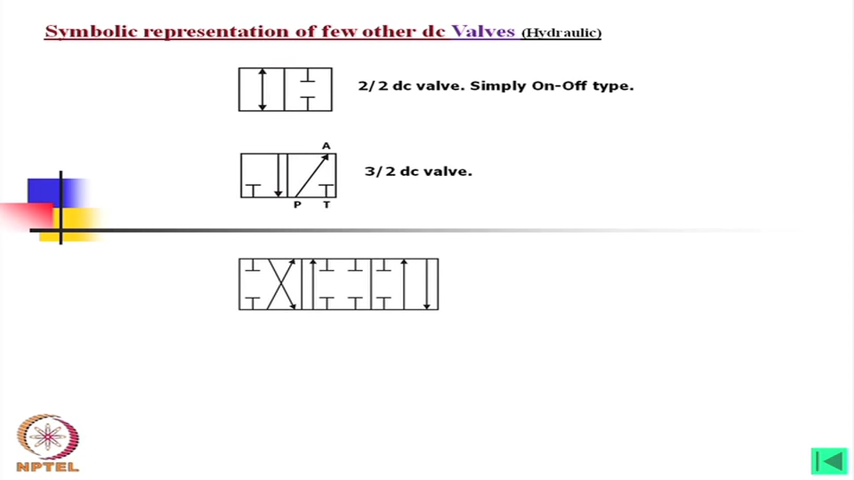 Symbolic representation of few other dc Valves (Hydraulic)
2/2 dc valve. Simply On-Off type.
A
3/2 dc valve.
P T
NPTEL